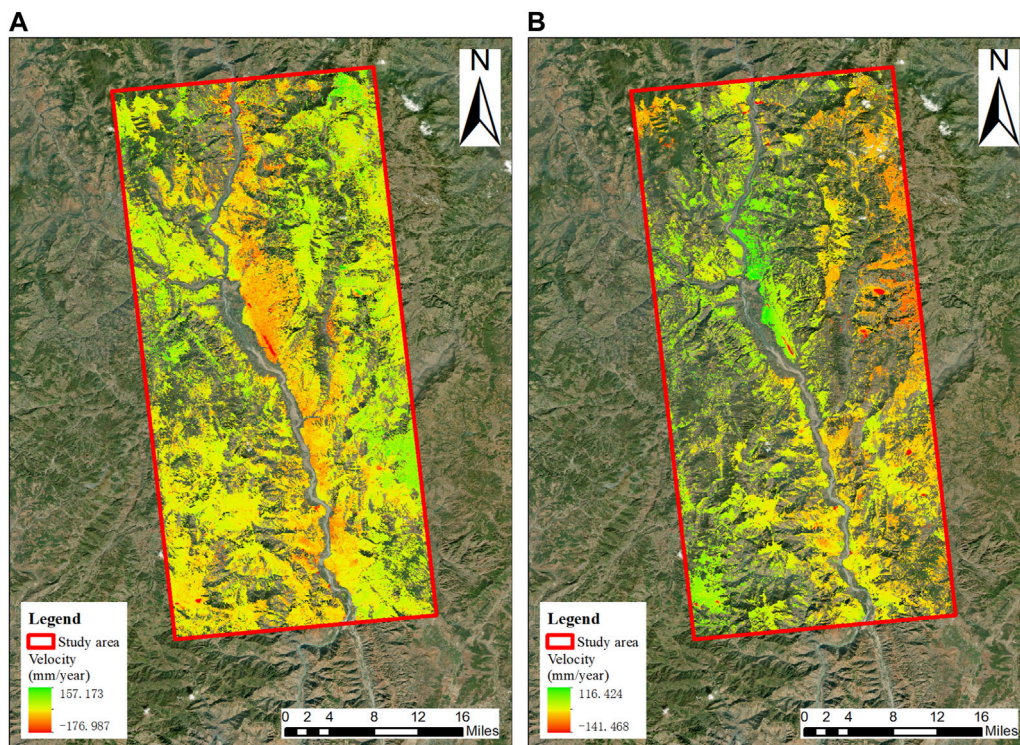 A
B
N
N
Legend
Study area
Velocity
(mm/year)
157.173
-176.987
0 2 4 8 12 16
Miles
Legend
Study area
Velocity
(mm/year)
116.424
-141.468
0 2 4 8 12 16
Miles